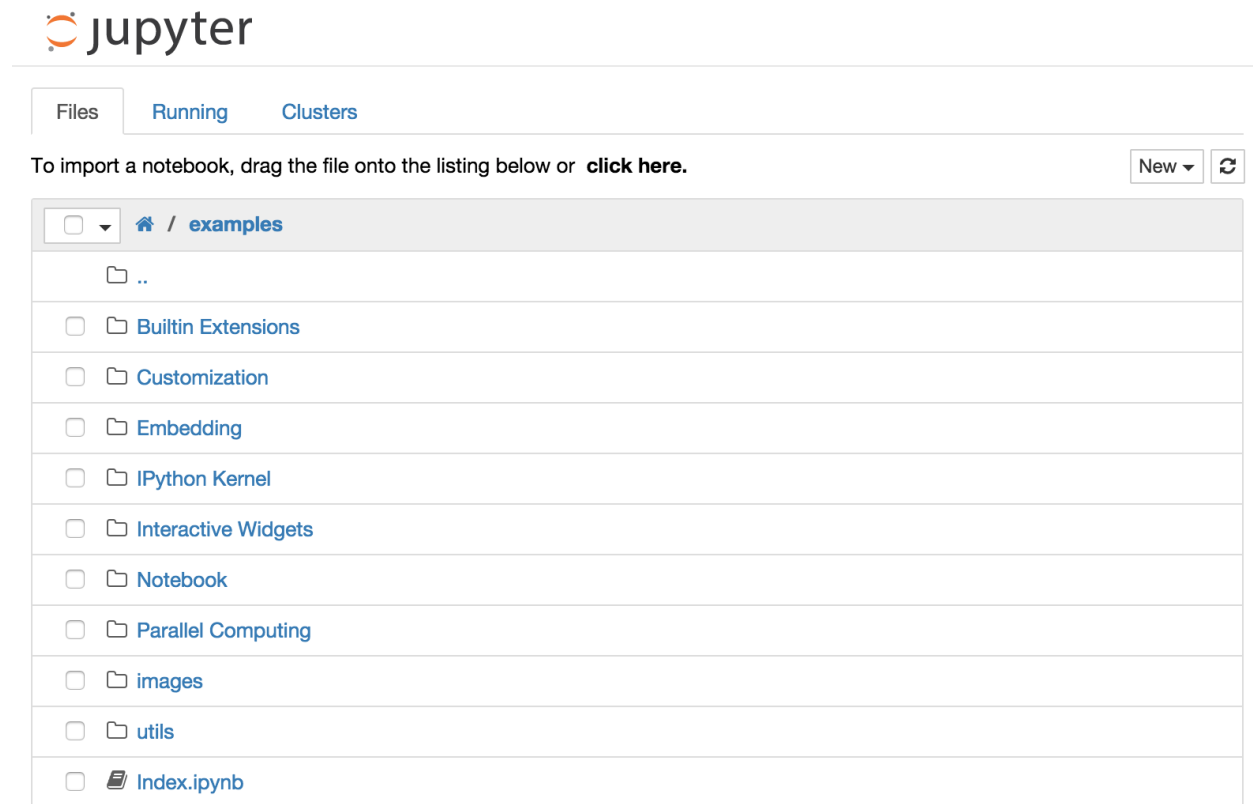 jupyter
Files Running Clusters
To import a notebook, drag the file onto the listing below or click here. New
/ examples
..
Builtin Extensions
Customization
Embedding
IPython Kernel
Interactive Widgets
Notebook
Parallel Computing
images
utils
Index.ipynb